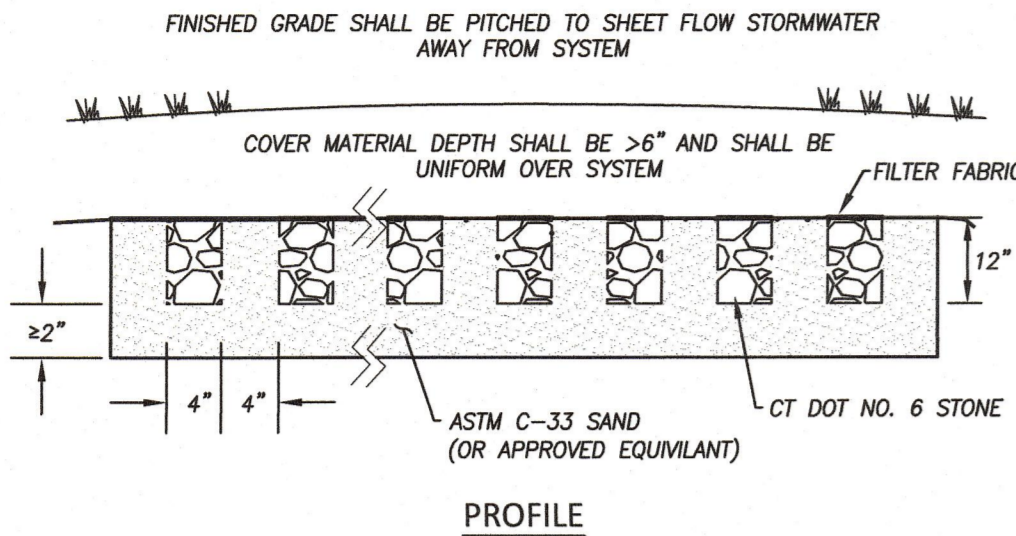 FINISHED GRADE SHALL BE PITCHED TO SHEET FLOW STORMWATER
AWAY FROM SYSTEM
COVER MATERIAL DEPTH SHALL BE >6" AND SHALL BE
UNIFORM OVER SYSTEM
FILTER FABRIC
12"
≥2"
4" 4"
CT DOT NO. 6 STONE
ASTM C-33 SAND
(OR APPROVED EQUIVILANT)
PROFILE